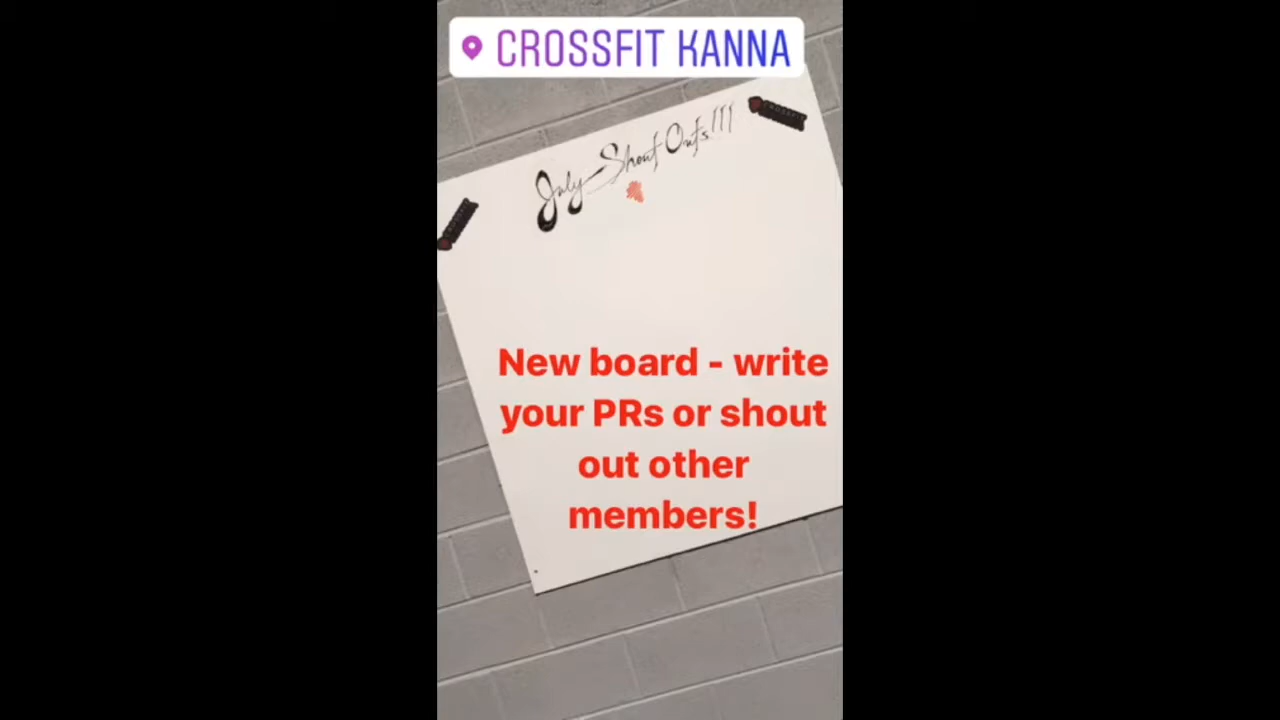 CROSSFIT KANNA
July Shout Outs!!!
New board - write
your PRs or shout
out other
members!